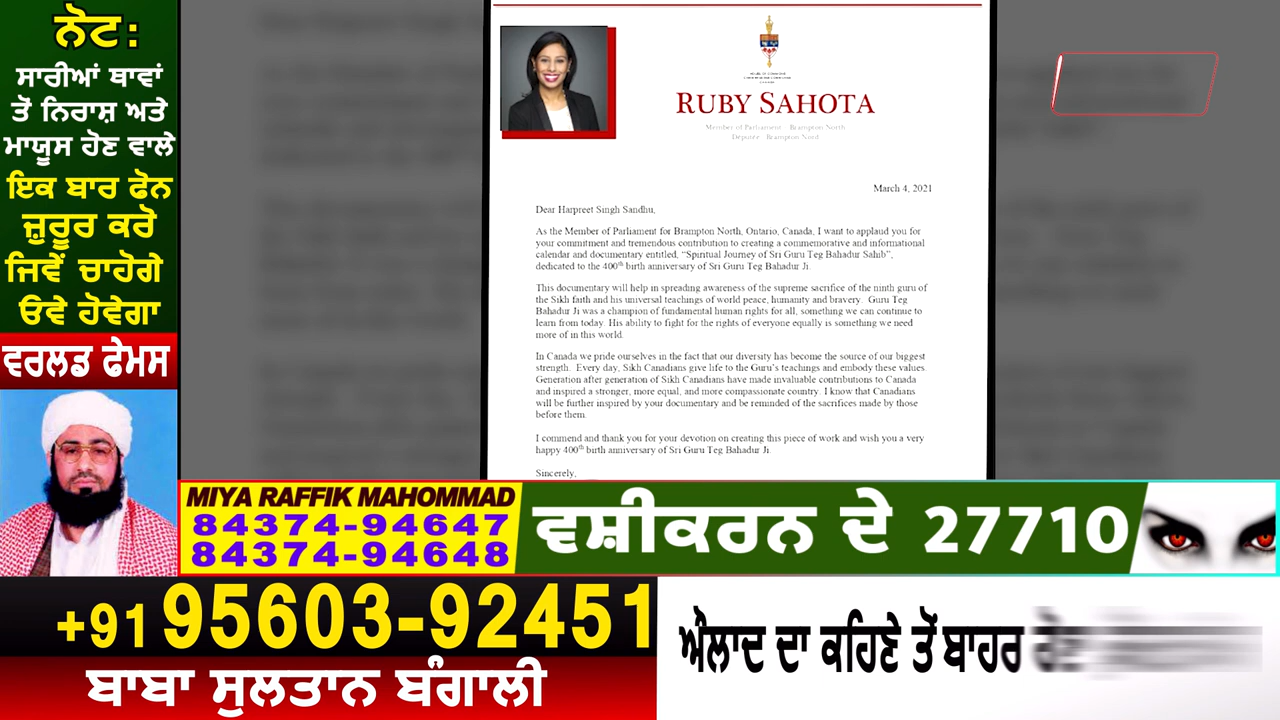 ਨੋਟ:
ਸਾਰੀਆਂ ਥਾਵਾਂ
ਤੋਂ ਨਿਰਾਸ਼ ਅਤੇ
ਮਾਯੂਸ ਹੋਣ ਵਾਲੇ
ਇਕ ਬਾਰ ਫੋਨ
ਜ਼ੁਰੂਰ ਕਰੋ
ਜਿਵੇਂ ਚਾਹੋਗੇ
ਓਵੇ ਹੋਵੇਗਾ
ਵਰਲਡ ਫੇਮਸ
RUBY SAHOTA
Member of Parliament Brampton North
Députée Brampton Nord
March 4, 2021
Dear Harpreet Singh Sandhu,
As the Member of Parliament for Brampton North, Ontario, Canada, I want to applaud you for
your commitment and tremendous contribution to creating a commemorative and informational
calendar and documentary entitled, "Spiritual Journey of Sri Guru Teg Bahadur Sahib",
dedicated to the 400th birth anniversary of Sri Guru Teg Bahadur Ji.
This documentary will help in spreading awareness of the supreme sacrifice of the ninth guru of
the Sikh faith and his universal teachings of world peace, humanity and bravery. Guru Teg
Bahadur Ji was a champion of fundamental human rights for all, something we can continue to
learn from today. His ability to fight for the rights of everyone equally is something we need
more of in this world.
In Canada we pride ourselves in the fact that our diversity has become the source of our biggest
strength. Every day, Sikh Canadians give life to the Guru's teachings and embody these values.
Generation after generation of Sikh Canadians have made invaluable contributions to Canada
and inspired a stronger, more equal, and more compassionate country. I know that Canadians
will be further inspired by your documentary and be reminded of the sacrifices made by those
before them.
I commend and thank you for your devotion on creating this piece of work and wish you a very
happy 400th birth anniversary of Sri Guru Teg Bahadur Ji.
Sincerely,
MIYA RAFFIK MAHOMMAD
84374-94647
84374-94648
ਵਸ਼ੀਕਰਨ ਦੇ 27710
+91 95603-92451
ਬਾਬਾ ਸੁਲਤਾਨ ਬੰਗਾਲੀ
ਔਲਾਦ ਦਾ ਕਹਿਣੇ ਤੋਂ ਬਾਹਰ